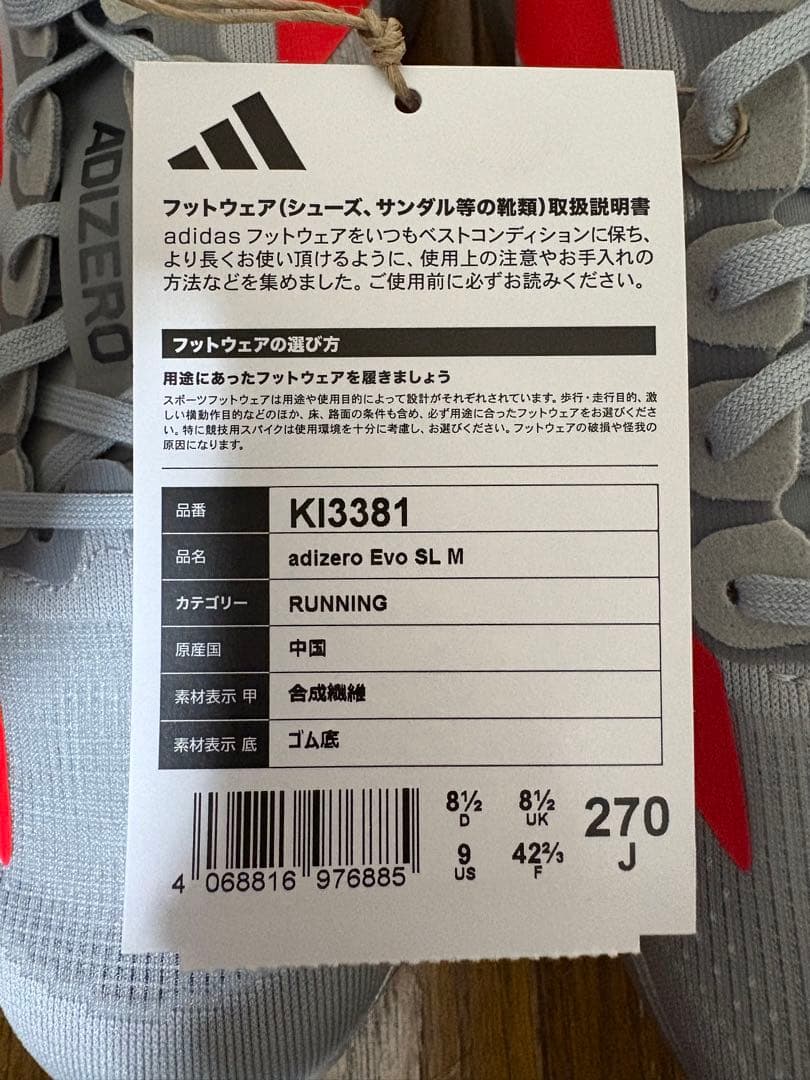 ADIZERO
フットウェア(シューズ、サンダル等の靴類)取扱説明書
adidas フットウェアをいつもベストコンディションに保ち、
より長くお使い頂けるように、使用上の注意やお手入れの
方法などを集めました。ご使用前に必ずお読みください。
フットウェアの選び方
用途にあったフットウェアを履きましょう
スポーツフットウェアは用途や使用目的によって設計がそれぞれされています。歩行・走行目的、激
しい横動作目的などのほか、床、路面の条件も含め、必ず用途に合ったフットウェアをお選びくださ
い。特に競技用スパイクは使用環境を十分に考慮し、お選びください。フットウェアの破損や怪我の
原因になります。
品番 KI3381
品名 adizero Evo SL M
カテゴリー RUNNING
原産国 中国
素材表示 甲 合成繊維
素材表示 底 ゴム底
8½ 8½ 270
D UK J
9 42⅔
US F
4 068816 976885